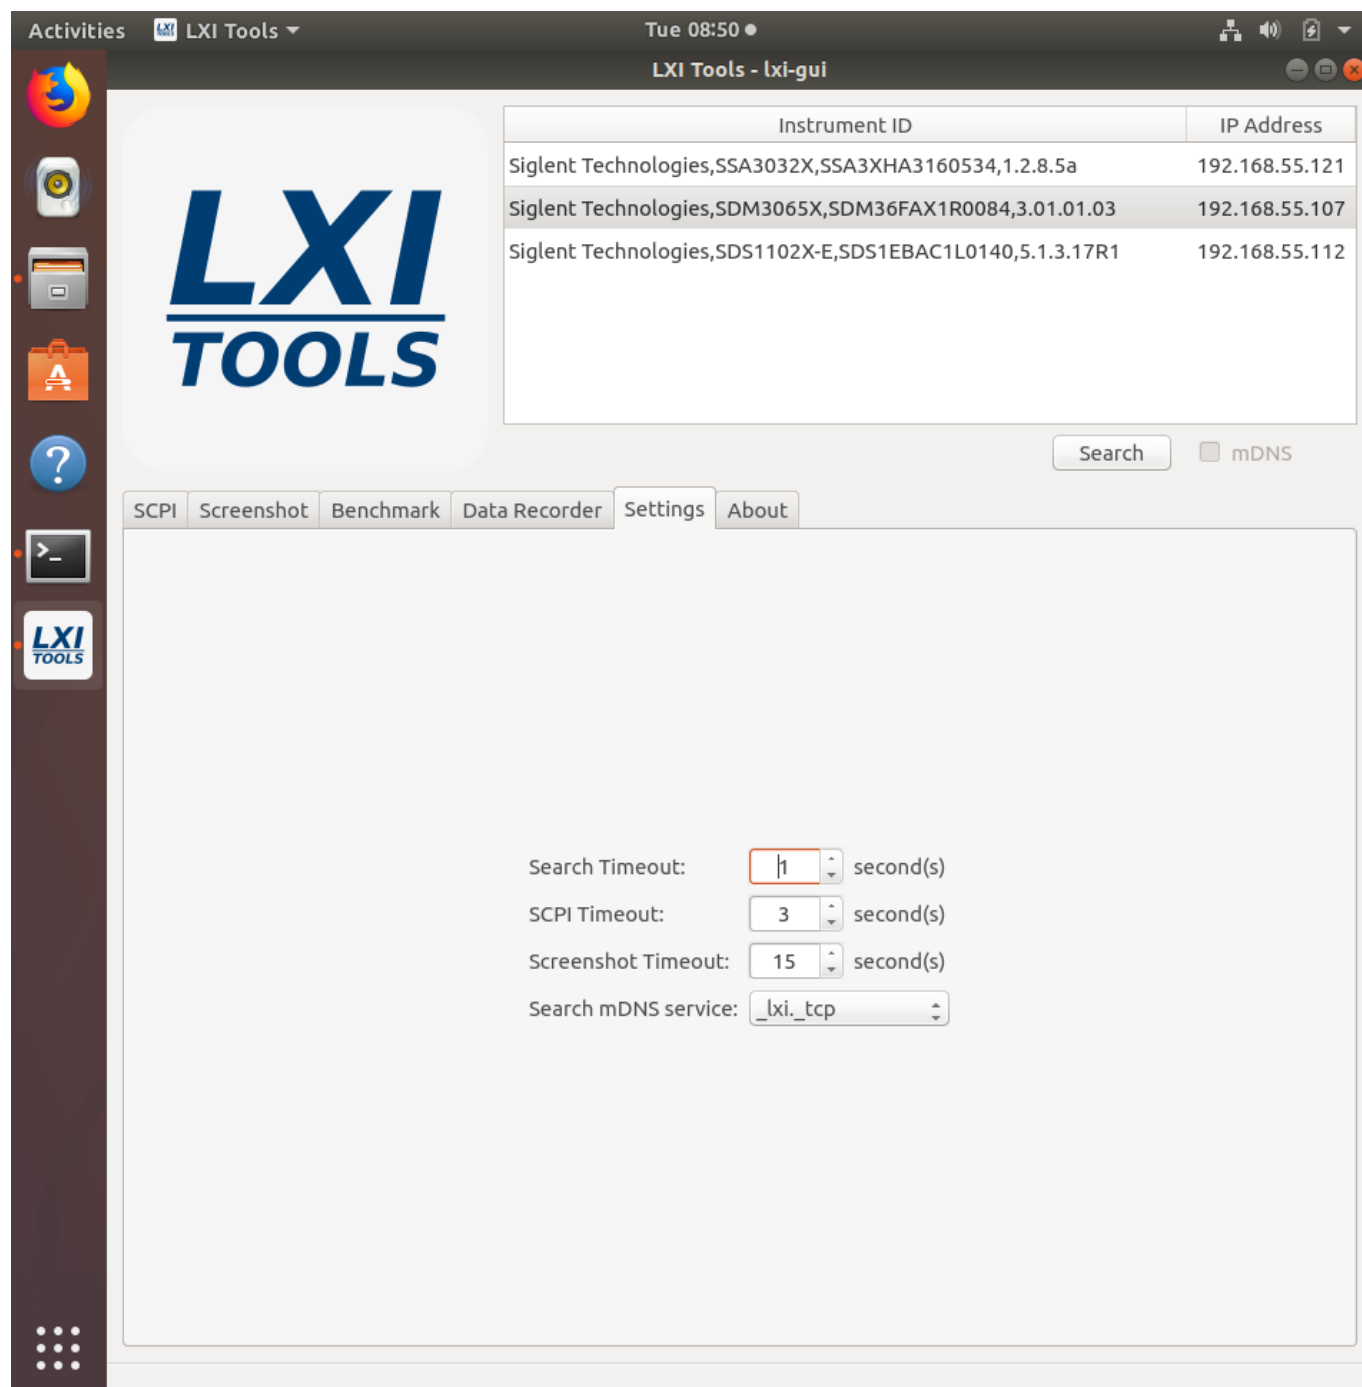 Activities LXI Tools Tue 08:50
LXI Tools - lxi-gui
LXI
TOOLS
Instrument ID IP Address
Siglent Technologies,SSA3032X,SSA3XHA3160534,1.2.8.5a 192.168.55.121
Siglent Technologies,SDM3065X,SDM36FAX1R0084,3.01.01.03 192.168.55.107
Siglent Technologies,SDS1102X-E,SDS1EBAC1L0140,5.1.3.17R1 192.168.55.112
Search mDNS
SCPI Screenshot Benchmark Data Recorder Settings About
LXI
TOOLS
Search Timeout: 1 second(s)
SCPI Timeout: 3 second(s)
Screenshot Timeout: 15 second(s)
Search mDNS service: _lxi._tcp